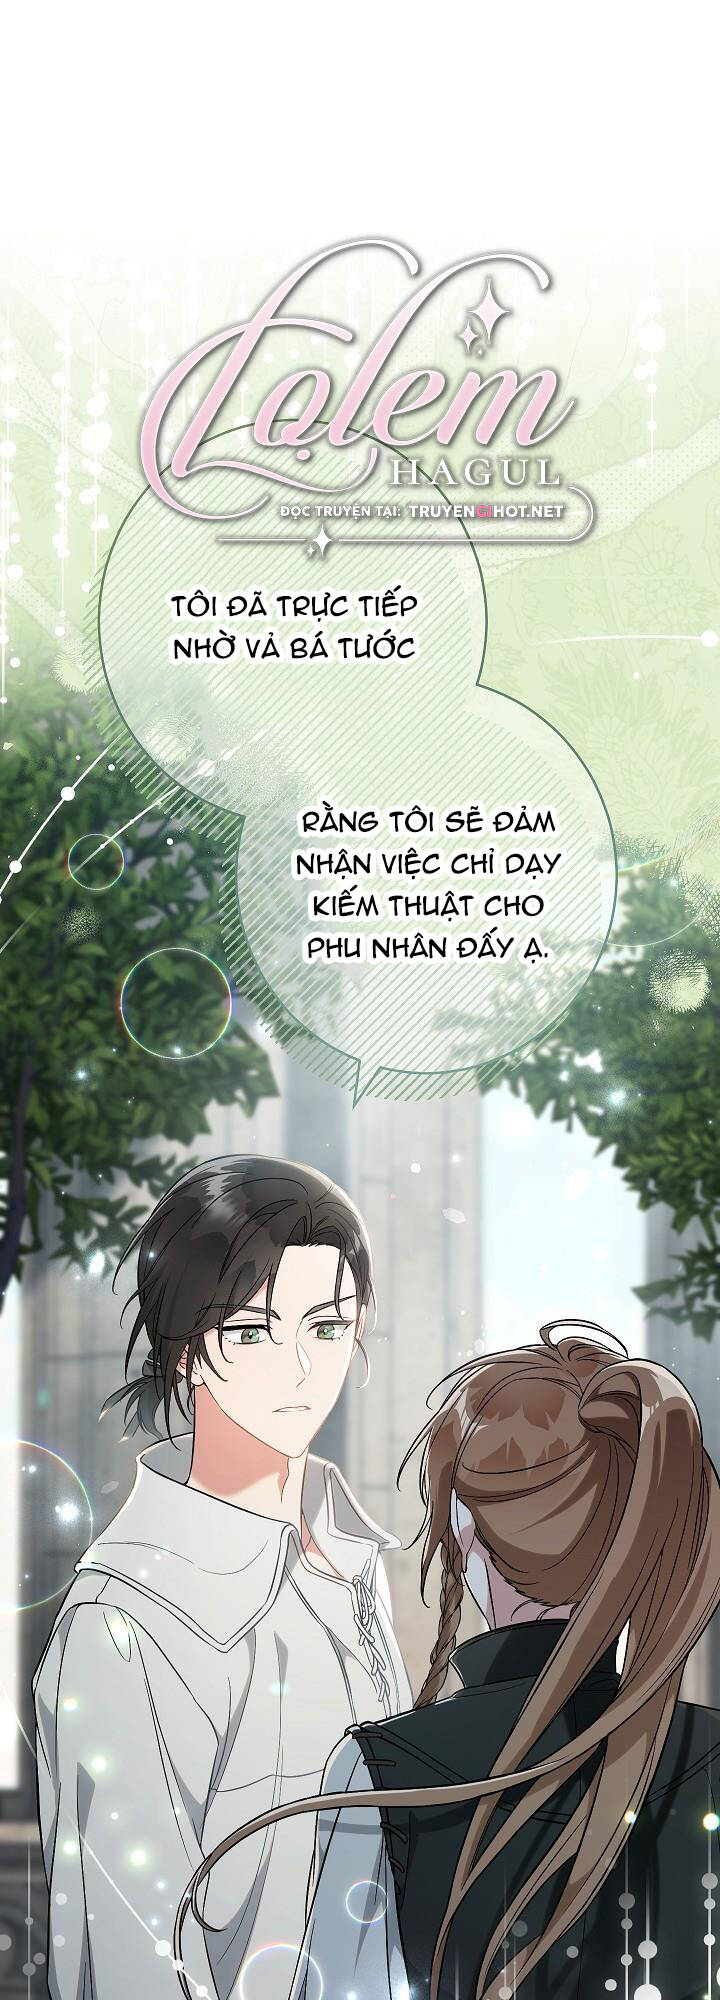 Lọlem
HAGUL
ĐỌC TRUYỆN TẠI: TRUYENGIHOT.NET
TÔI ĐÃ TRỰC TIẾP
NHỜ VẢ BÁ TƯỚC
RẰNG TÔI SẼ ĐẢM
NHẬN VIỆC CHỈ DẠY
KIẾM THUẬT CHO
PHU NHÂN ĐẤY Ạ.